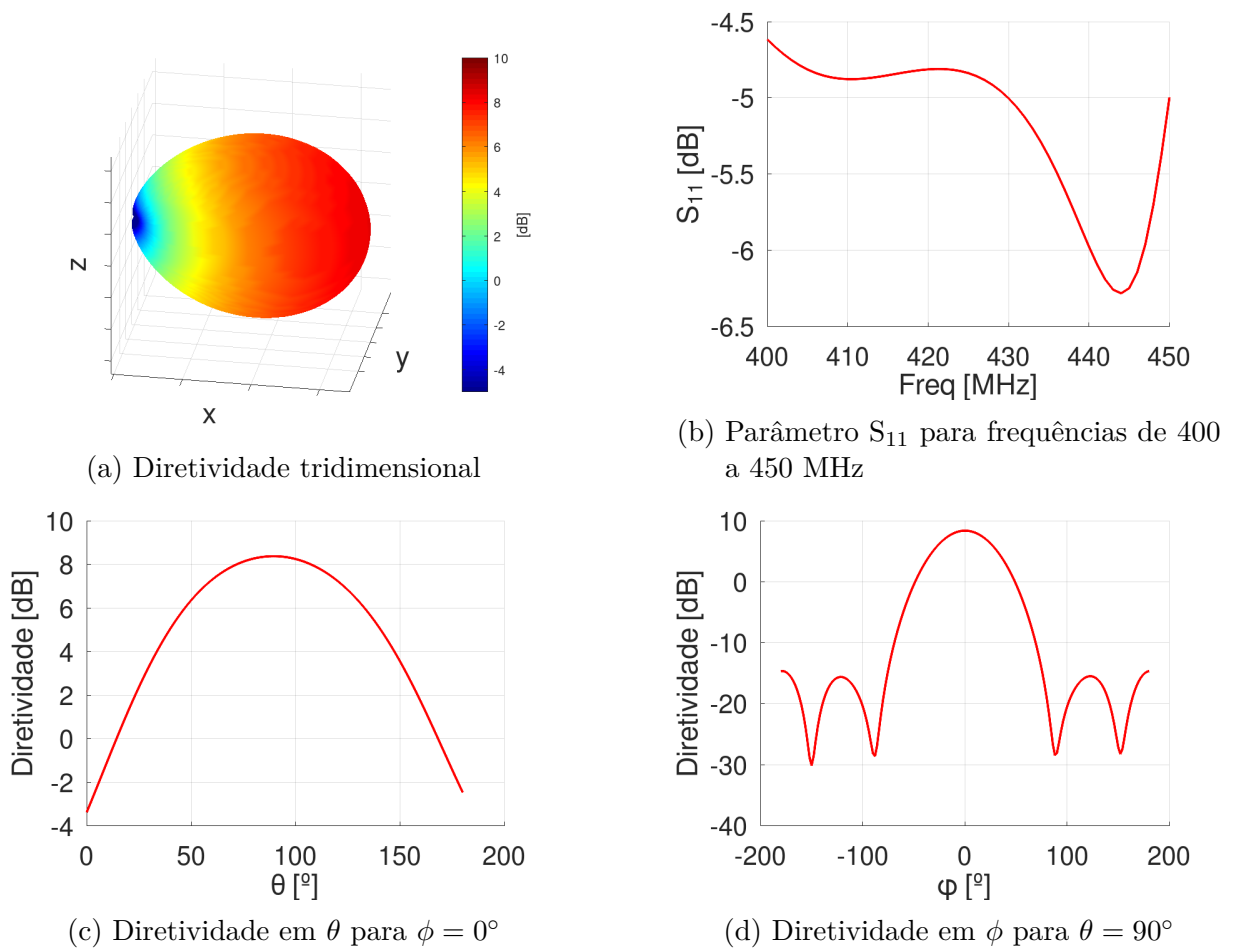 10
8
6
4
2
0
-2
-4
[dB]
z
y
x
(a) Diretividade tridimensional
-4.5
-5
-5.5
-6
-6.5
S11 [dB]
400 410 420 430 440 450
Freq [MHz]
(b) Parâmetro S11 para frequências de 400
a 450 MHz
10
8
6
4
2
0
-2
-4
Diretividade [dB]
0 50 100 150 200
θ [º]
(c) Diretividade em θ para ϕ = 0°
10
0
-10
-20
-30
-40
Diretividade [dB]
-200 -100 0 100 200
φ [º]
(d) Diretividade em ϕ para θ = 90°